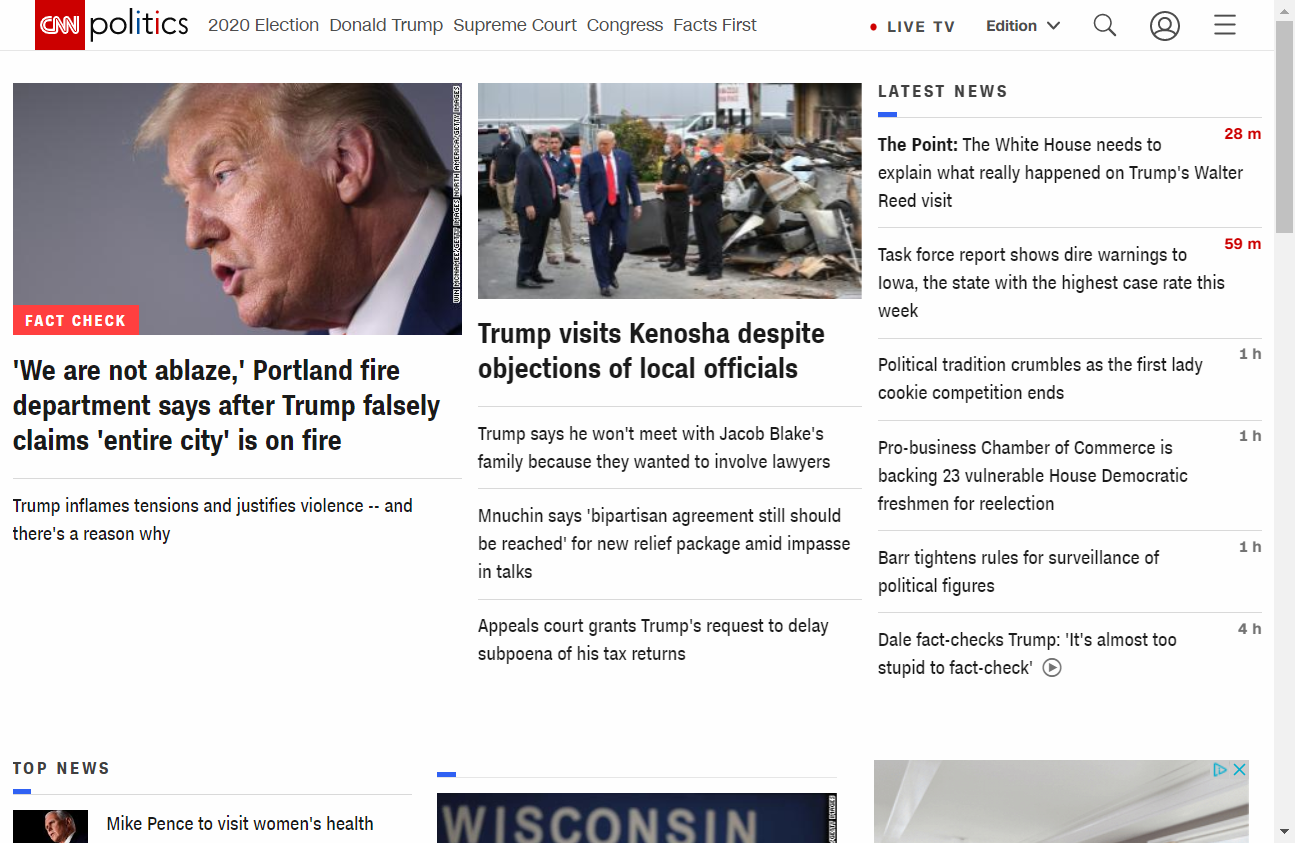 CNN politics 2020 Election Donald Trump Supreme Court Congress Facts First LIVE TV Edition
WIN MCNAMEE/GETTY IMAGES NORTH AMERICA/GETTY IMAGES
FACT CHECK
'We are not ablaze,' Portland fire
department says after Trump falsely
claims 'entire city' is on fire
Trump inflames tensions and justifies violence -- and
there's a reason why
Trump visits Kenosha despite
objections of local officials
Trump says he won't meet with Jacob Blake's
family because they wanted to involve lawyers
Mnuchin says 'bipartisan agreement still should
be reached' for new relief package amid impasse
in talks
Appeals court grants Trump's request to delay
subpoena of his tax returns
LATEST NEWS
28 m
The Point: The White House needs to
explain what really happened on Trump's Walter
Reed visit
59 m
Task force report shows dire warnings to
Iowa, the state with the highest case rate this
week
1 h
Political tradition crumbles as the first lady
cookie competition ends
1 h
Pro-business Chamber of Commerce is
backing 23 vulnerable House Democratic
freshmen for reelection
1 h
Barr tightens rules for surveillance of
political figures
4 h
Dale fact-checks Trump: 'It's almost too
stupid to fact-check'
TOP NEWS
Mike Pence to visit women's health
WISCONSIN